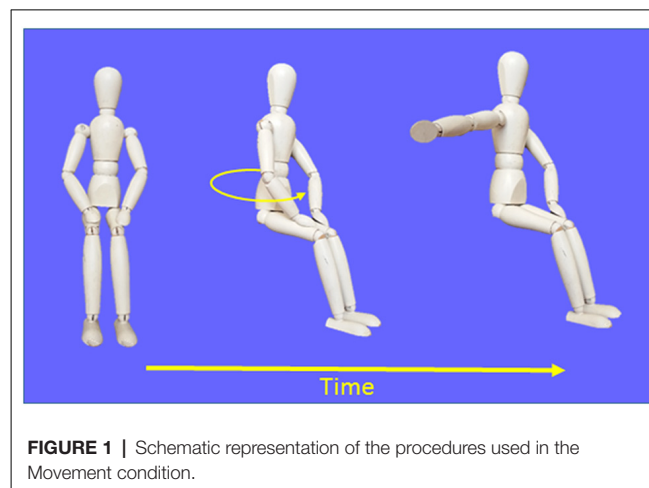 Time
FIGURE 1 | Schematic representation of the procedures used in the
Movement condition.